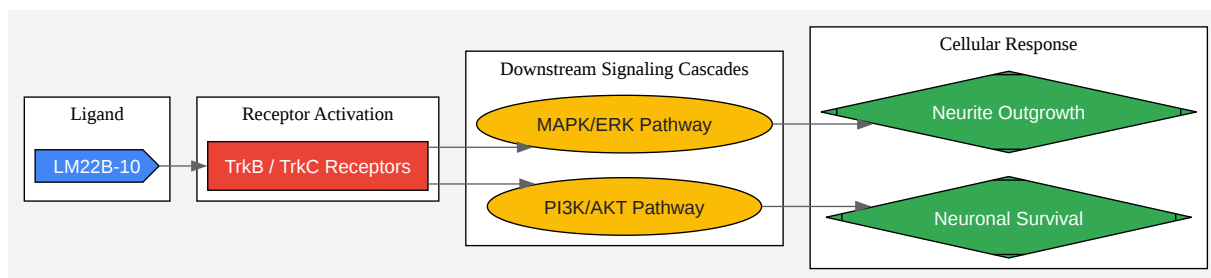 Ligand
LM22B-10
Receptor Activation
TrkB / TrkC Receptors
Downstream Signaling Cascades
MAPK/ERK Pathway
PI3K/AKT Pathway
Cellular Response
Neurite Outgrowth
Neuronal Survival